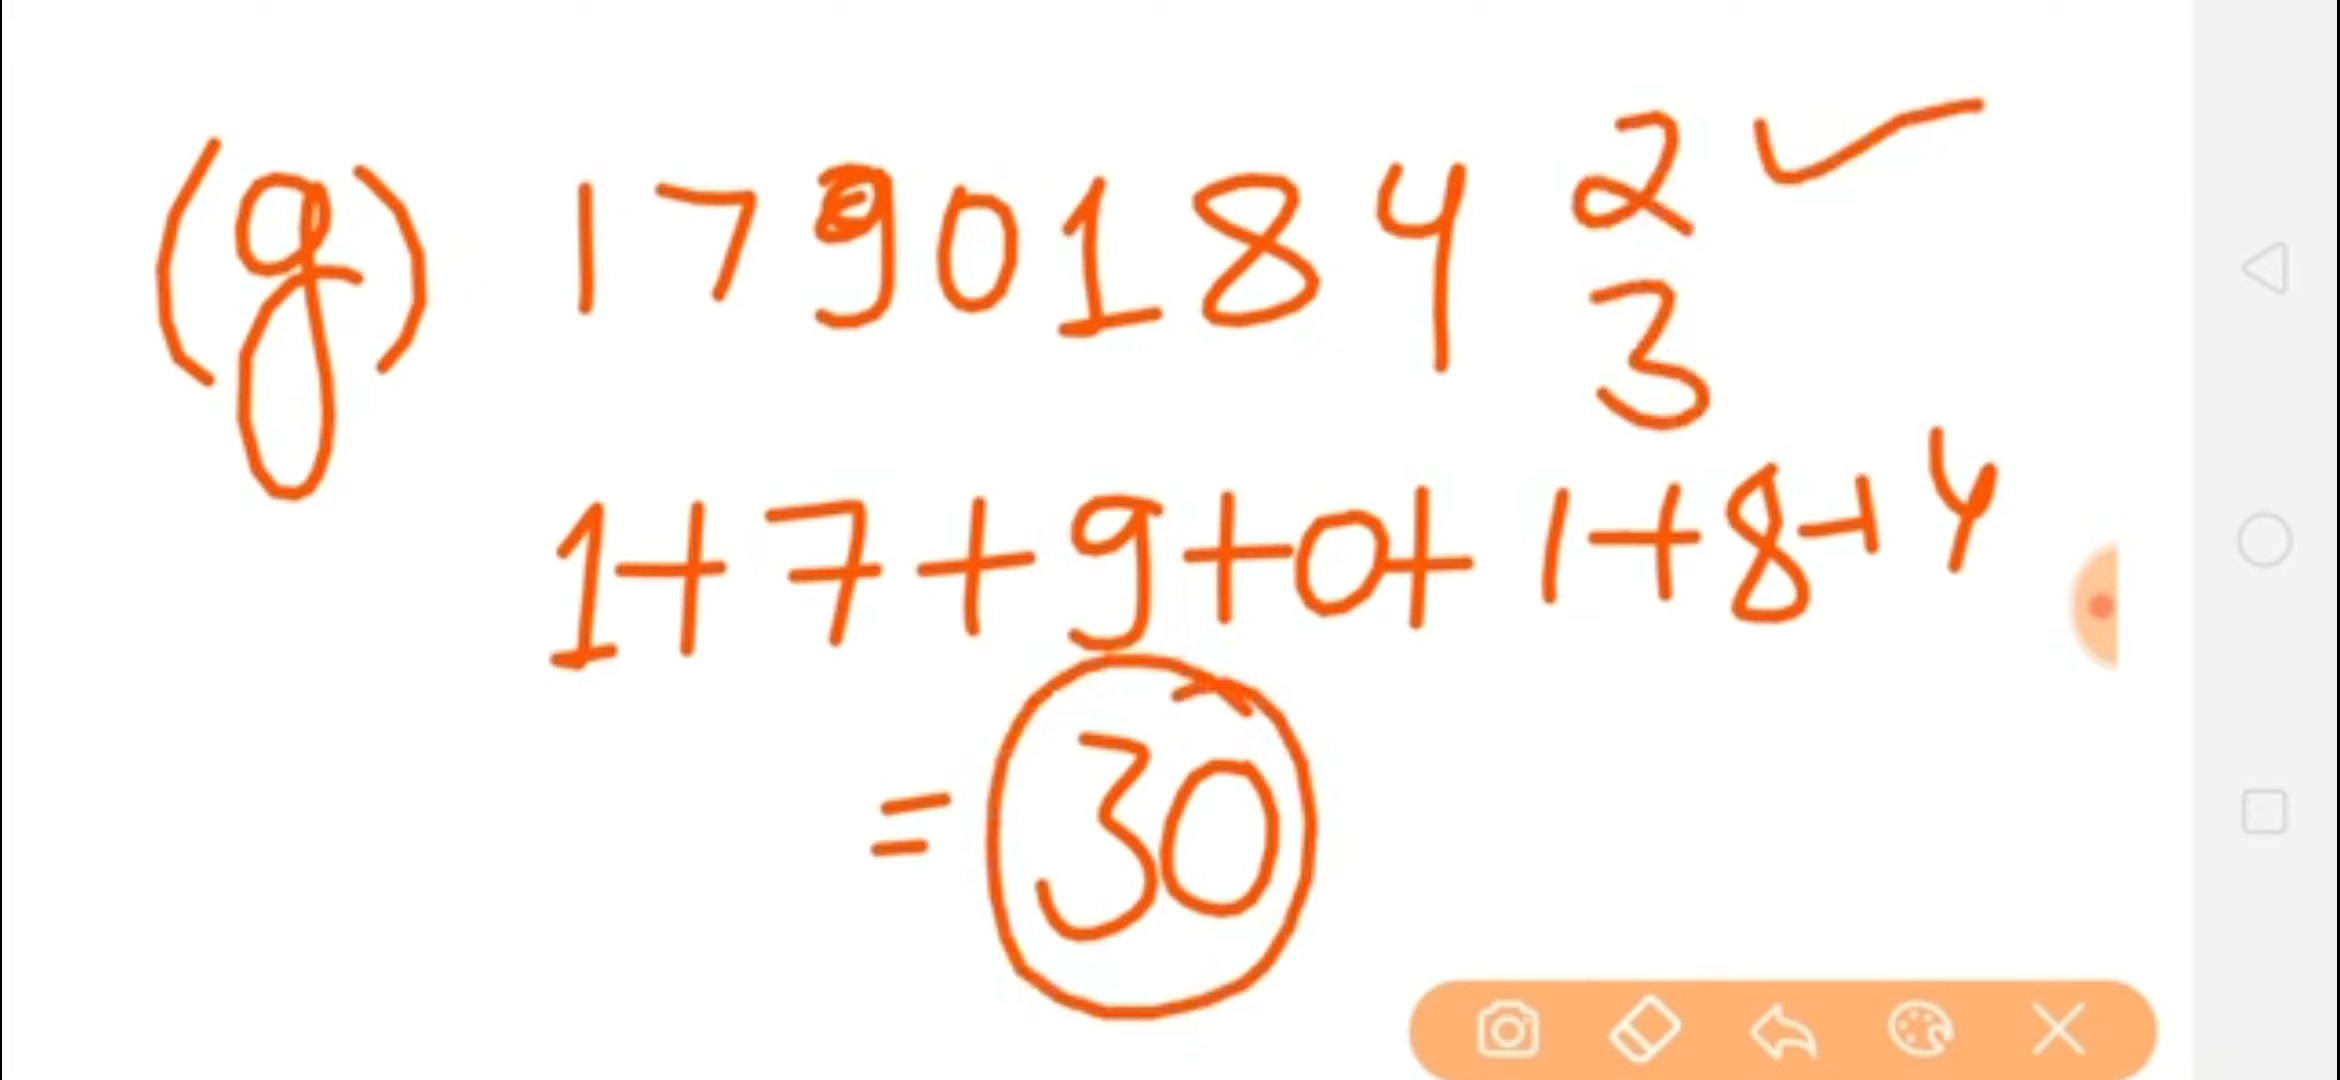 (g) 1790184 2 ✓
3
1+7+9+0+1+8+4
= 30